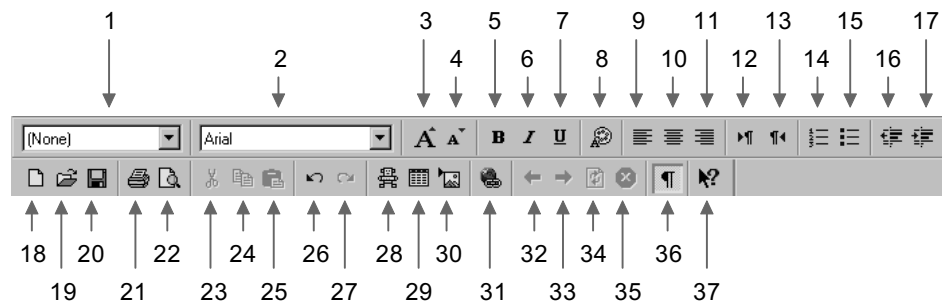 1 3 5 7 9 11 13 15 17
2 4 6 8 10 12 14 16
(None) Arial A A B I U A ¶ ¶
¶ ?
18 20 22 24 26 28 30 32 34 36
19 21 23 25 27 29 31 33 35 37